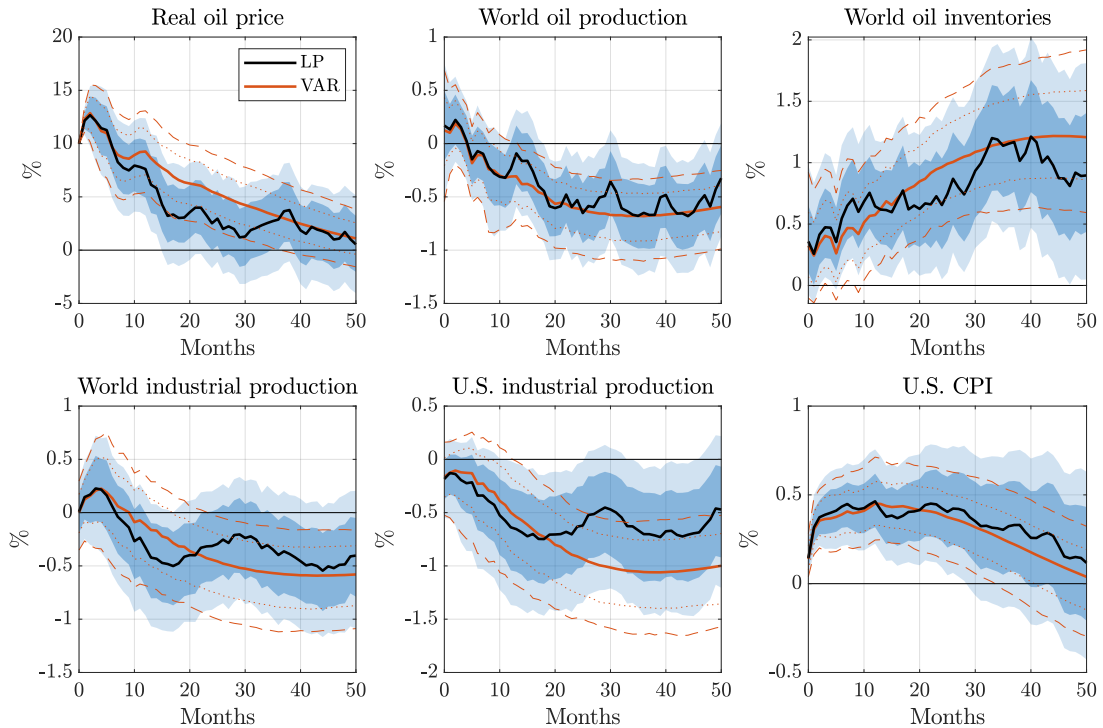 Real oil price
World oil production
World oil inventories
20
15
10
5
0
-5
%
LP
VAR
0 10 20 30 40 50
Months
1
0.5
0
-0.5
-1
-1.5
%
0 10 20 30 40 50
Months
2
1.5
1
0.5
0
%
0 10 20 30 40 50
Months
World industrial production
U.S. industrial production
U.S. CPI
1
0.5
0
-0.5
-1
-1.5
%
0 10 20 30 40 50
Months
0.5
0
-0.5
-1
-1.5
-2
%
0 10 20 30 40 50
Months
1
0.5
0
-0.5
%
0 10 20 30 40 50
Months